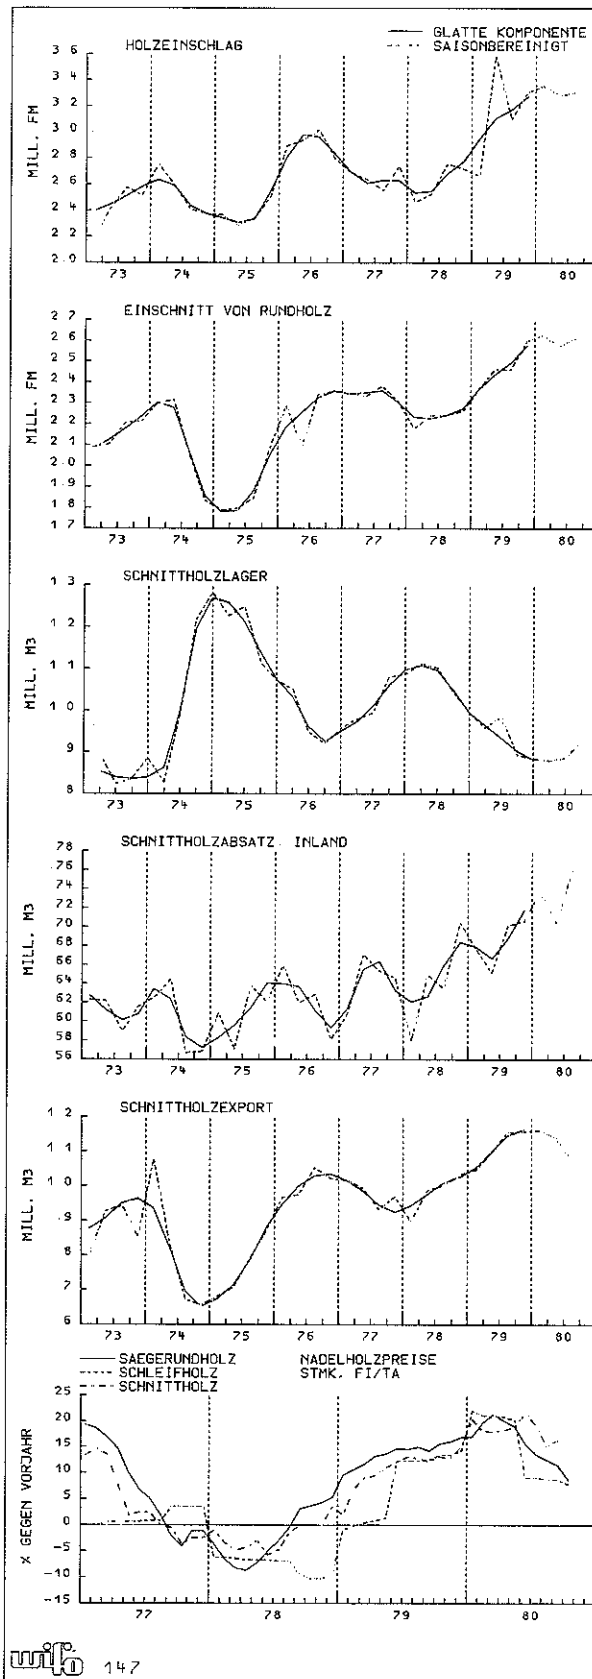 HOLZEINSCHLAG
GLATTE KOMPONENTE
SAISONBEREINIGT
MILL. FM
3 6
3 4
3 2
3 0
2 8
2 6
2 4
2 2
2.0
73 74 75 76 77 78 79 80
EINSCHNITT VON RUNDHOLZ
MILL. FM
2 7
2 6
2 5
2 4
2 3
2 2
2 1
2.0
1 9
1 8
1 7
73 74 75 76 77 78 79 80
SCHNITTHOLZLAGER
MILL. M3
1 3
1 2
1 1
1 0
9
8
73 74 75 76 77 78 79 80
SCHNITTHOLZABSATZ. INLAND
MILL. M3
78
76
74
72
70
68
66
64
62
60
58
56
73 74 75 76 77 78 79 80
SCHNITTHOLZEXPORT
MILL. M3
1 2
1 1
1 0
.9
8
7
6
73 74 75 76 77 78 79 80
SAEGERUNDHOLZ
SCHLEIFHOLZ
SCHNITTHOLZ
NADELHOLZPREISE
STMK. FI/TA
% GEGEN VORJAHR
25
20
15
10
5
0
-5
-10
-15
77 78 79 80
wifo 147